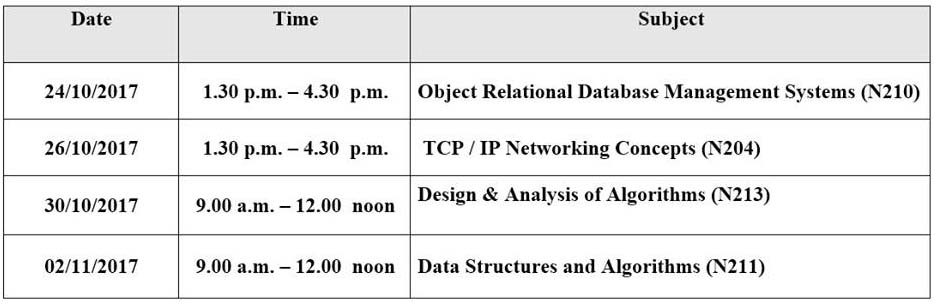 Date Time Subject
24/10/2017 1.30 p.m. – 4.30 p.m. Object Relational Database Management Systems (N210)
26/10/2017 1.30 p.m. – 4.30 p.m. TCP / IP Networking Concepts (N204)
30/10/2017 9.00 a.m. – 12.00 noon Design & Analysis of Algorithms (N213)
02/11/2017 9.00 a.m. – 12.00 noon Data Structures and Algorithms (N211)